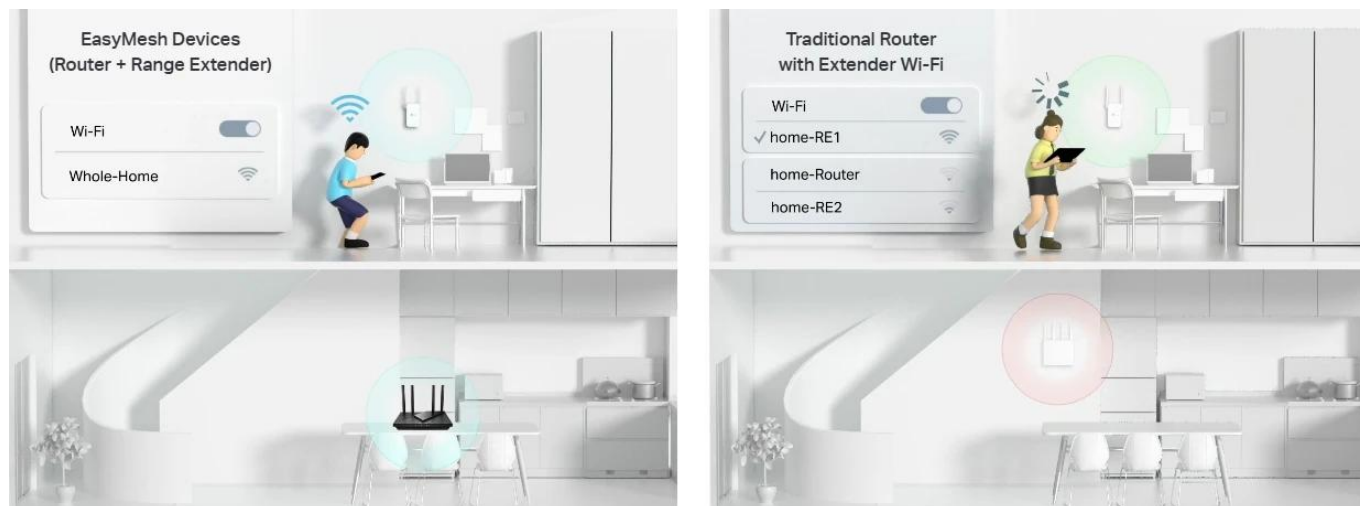 EasyMesh Devices
(Router + Range Extender)
Wi-Fi
Whole-Home
Traditional Router
with Extender Wi-Fi
Wi-Fi
home-RE1
home-Router
home-RE2